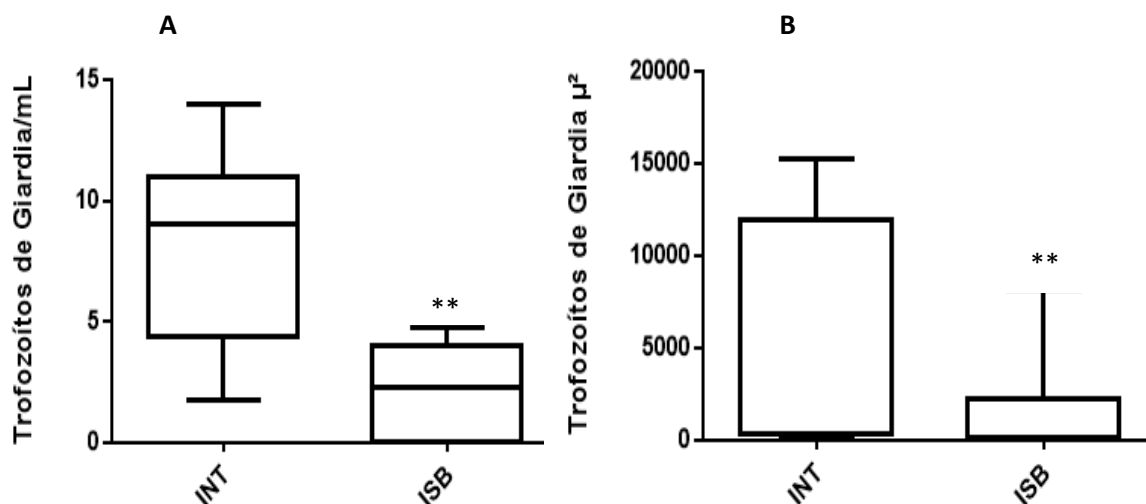 A
Trofozoítos de Giardia/mL
15
10
5
0
**
INT
ISB
B
Trofozoítos de Giardia µ²
20000
15000
10000
5000
0
**
INT
ISB